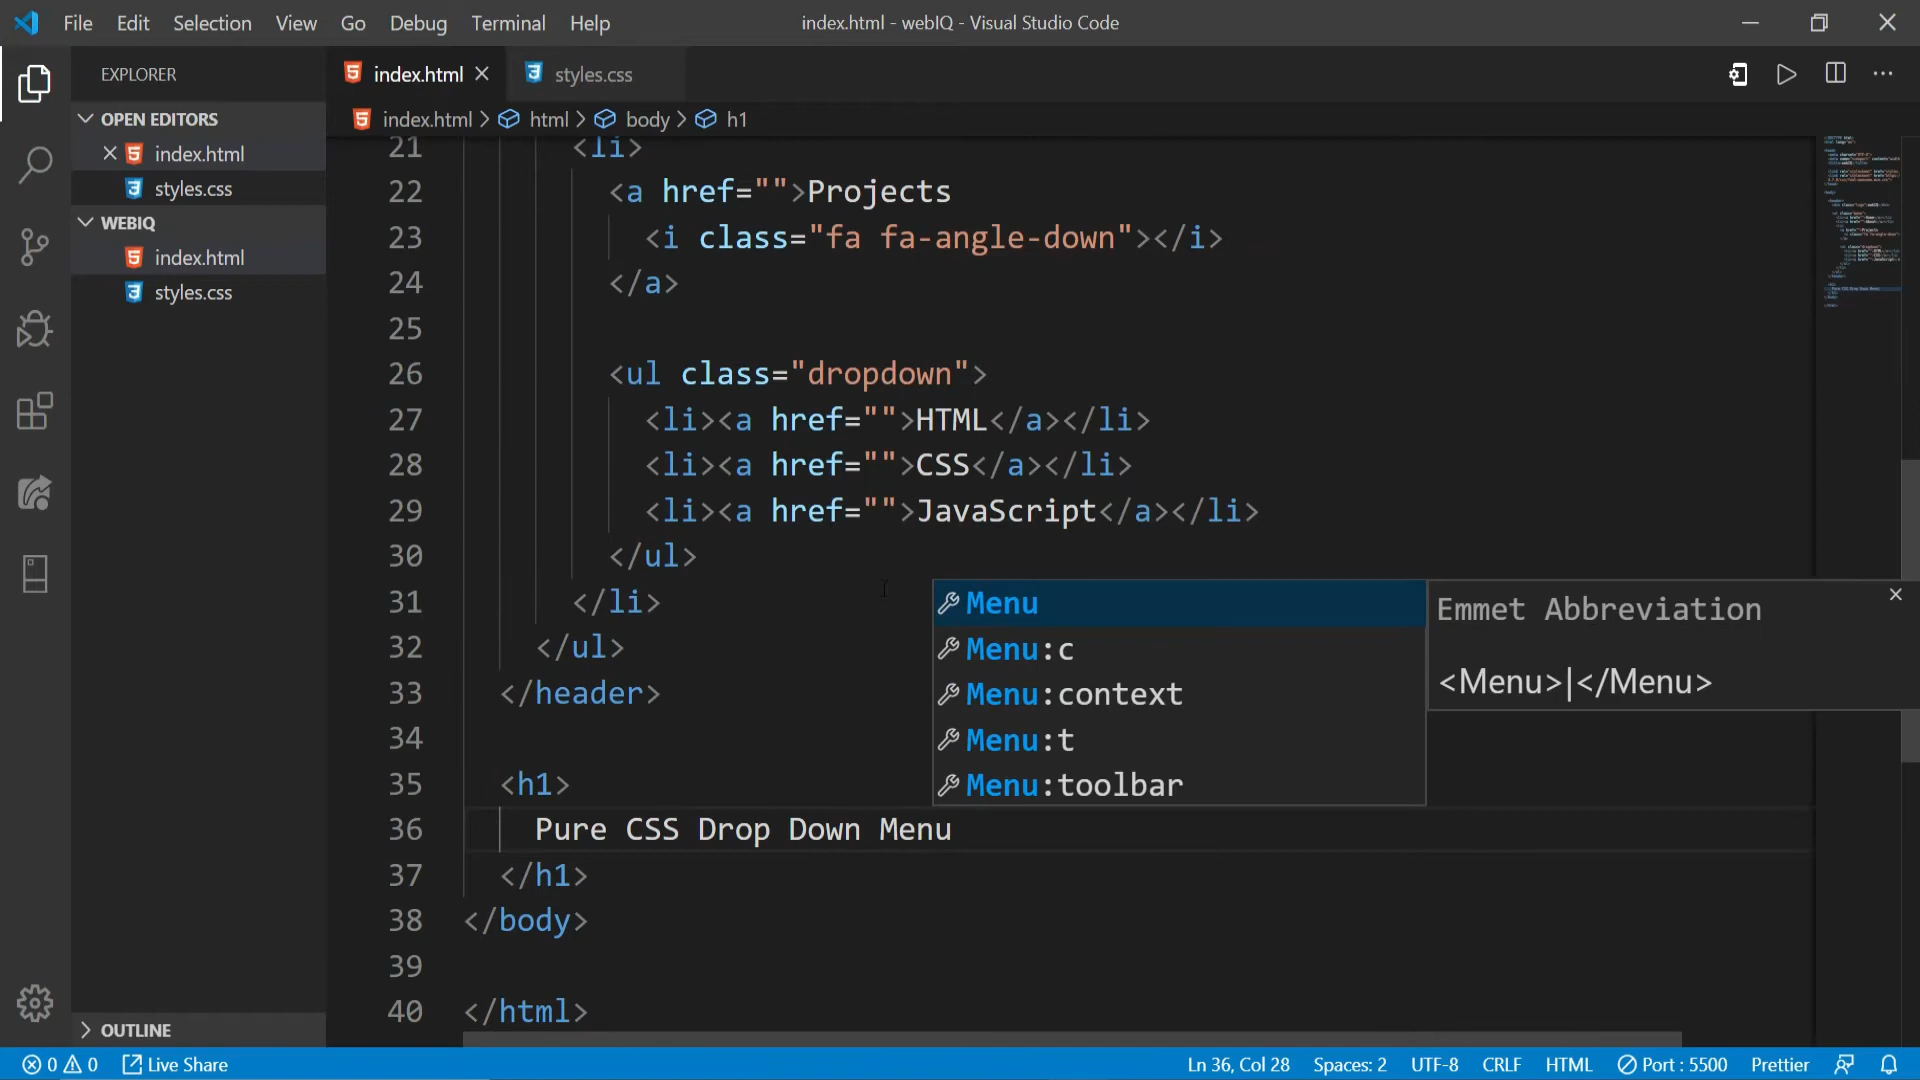 File Edit Selection View Go Debug Terminal Help
index.html - webIQ - Visual Studio Code
EXPLORER
OPEN EDITORS
index.html
styles.css
WEBIQ
index.html
styles.css
OUTLINE
index.html
styles.css
index.html > html > body > h1
21 <li>
22 <a href="">Projects
23 <i class="fa fa-angle-down"></i>
24 </a>
25
26 <ul class="dropdown">
27 <li><a href="">HTML</a></li>
28 <li><a href="">CSS</a></li>
29 <li><a href="">JavaScript</a></li>
30 </ul>
31 </li>
32 </ul>
33 </header>
34
35 <h1>
36 Pure CSS Drop Down Menu
37 </h1>
38 </body>
39
40 </html>
Menu
Menu:c
Menu:context
Menu:t
Menu:toolbar
Emmet Abbreviation
<Menu>|</Menu>
0 0 Live Share
Ln 36, Col 28 Spaces: 2 UTF-8 CRLF HTML Port : 5500 Prettier